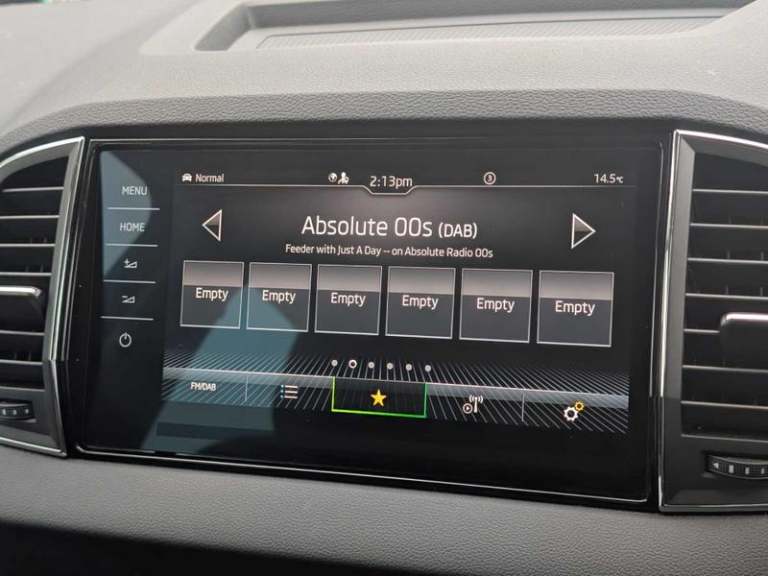 Normal
2:13pm
3
14.5°C
MENU
HOME
Absolute 00s (DAB)
Feeder with Just A Day -- on Absolute Radio 00s
Empty Empty Empty Empty Empty Empty
FM/DAB